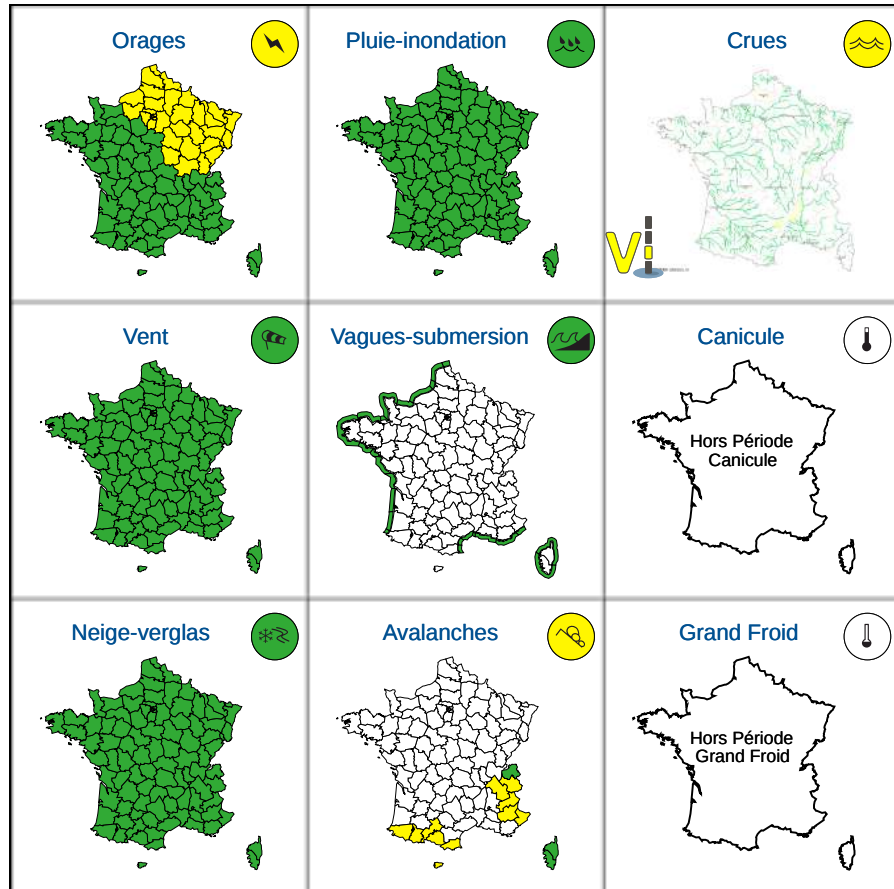 Orages
Pluie-inondation
Crues
Vi
Vent
Vagues-submersion
Canicule
Hors Période
Canicule
Neige-verglas
Avalanches
Grand Froid
Hors Période
Grand Froid